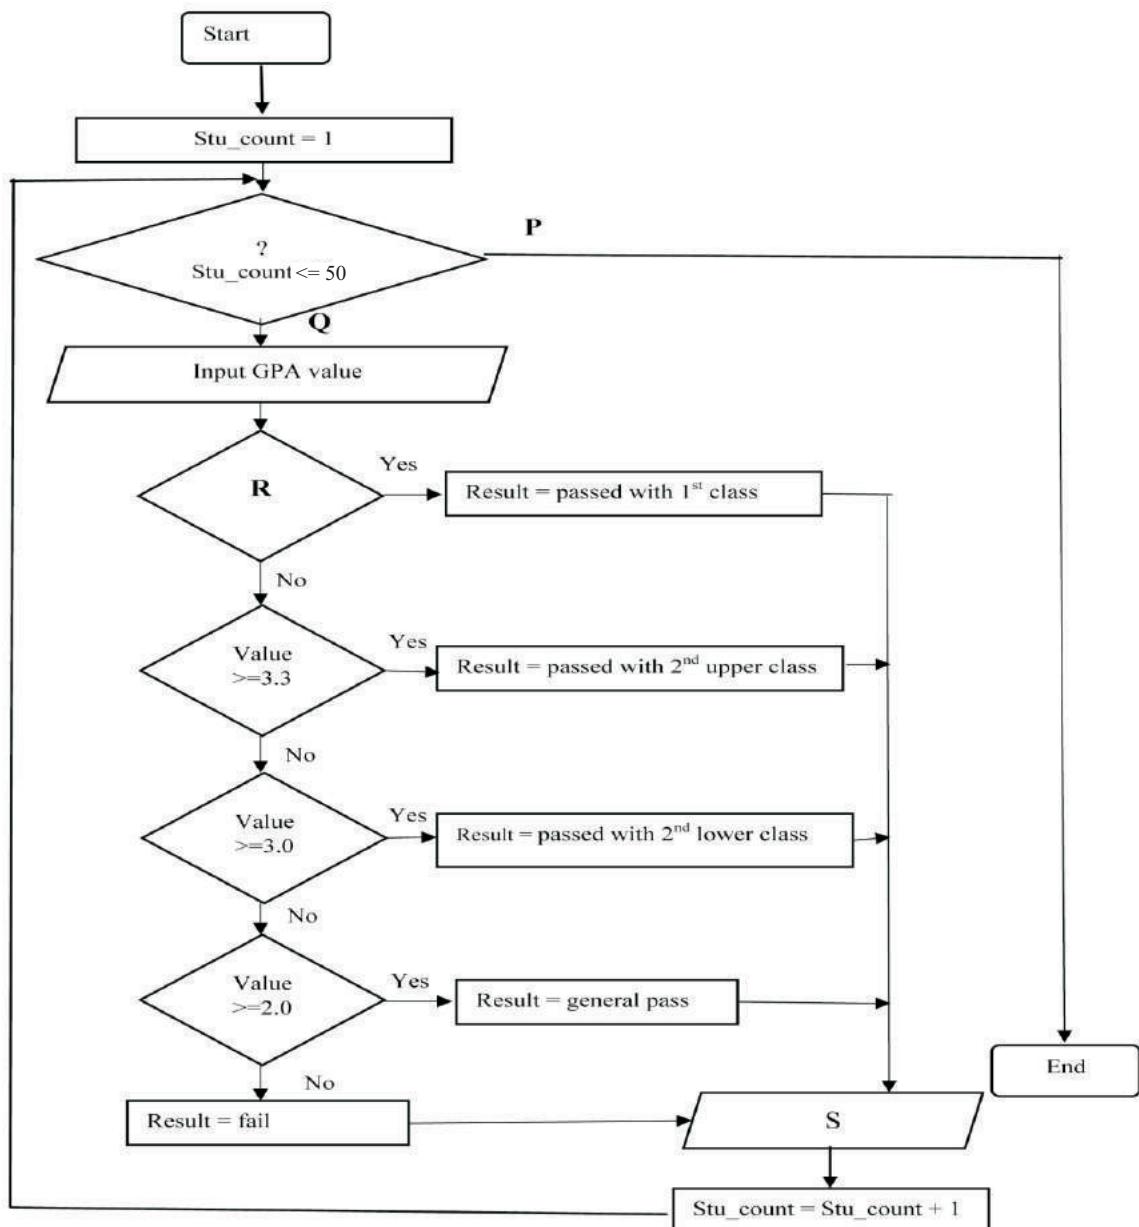 Start
Stu_count = 1
P
?
Stu_count <= 50
Q
Input GPA value
R
Yes
Result = passed with 1st class
No
Value
>=3.3
Yes
Result = passed with 2nd upper class
No
Value
>=3.0
Yes
Result = passed with 2nd lower class
No
Value
>=2.0
Yes
Result = general pass
No
End
Result = fail
S
Stu_count = Stu_count + 1